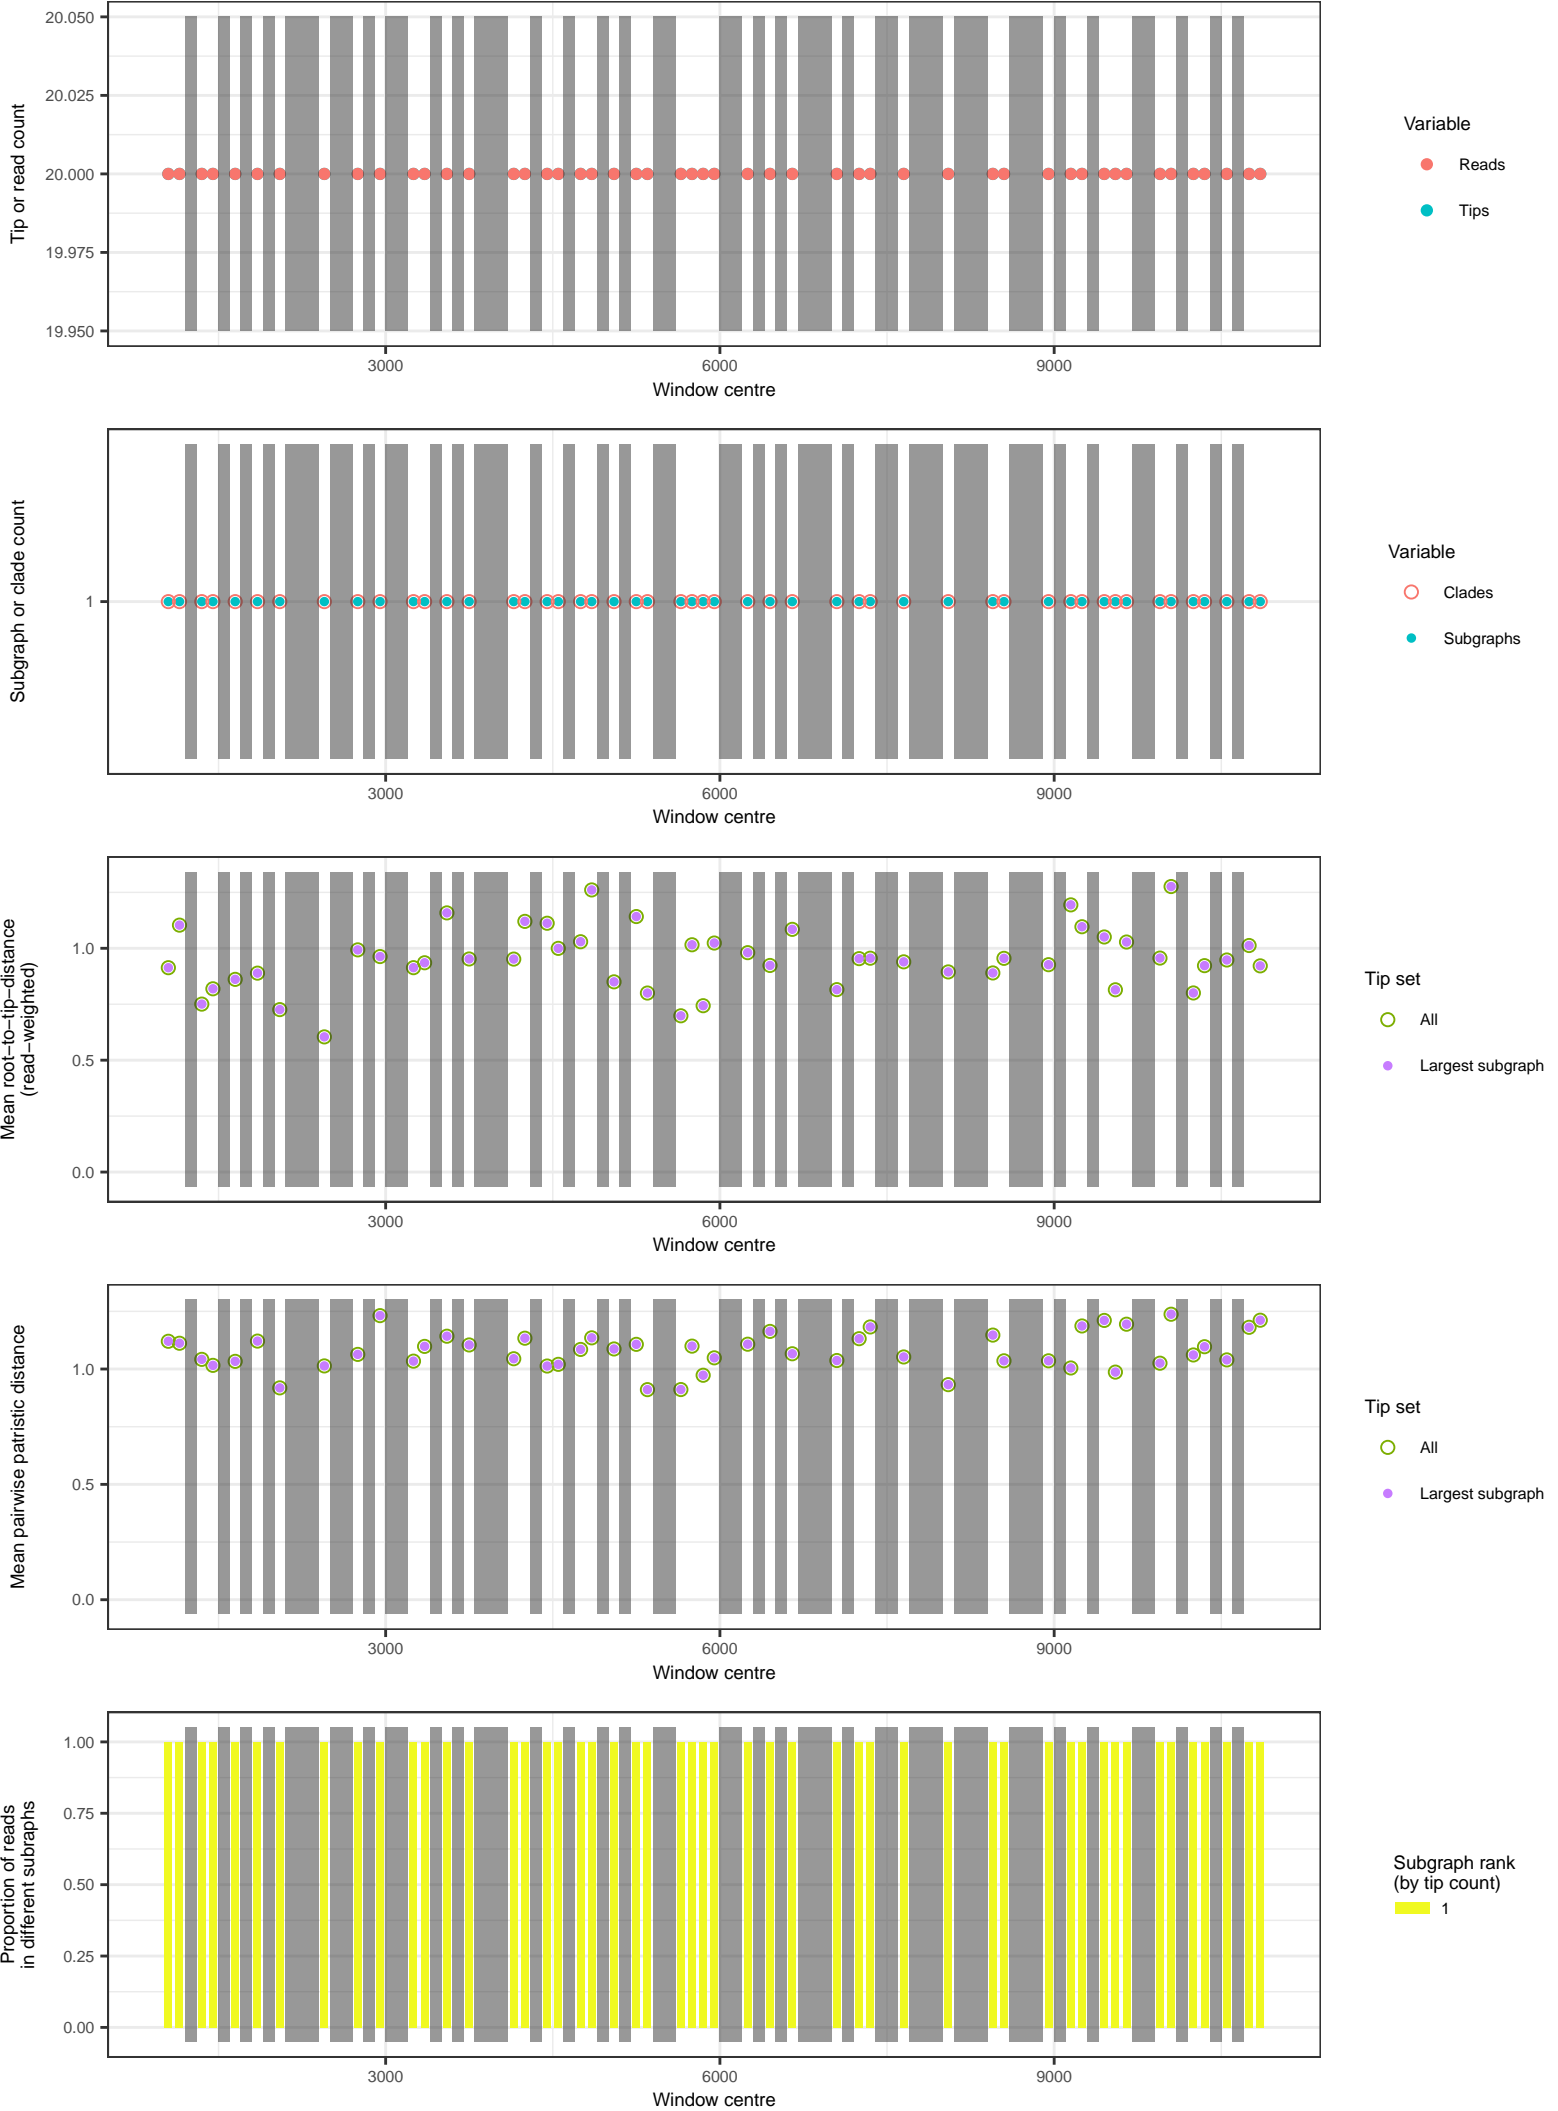 20.050
20.025
20.000
19.975
19.950
Tip or read count
3000
6000
9000
Window centre
Variable
Reads
Tips
1
Subgraph or clade count
3000
6000
9000
Window centre
Variable
Clades
Subgraphs
1.0
0.5
0.0
Mean root−to−tip−distance
(read−weighted)
3000
6000
9000
Window centre
Tip set
All
Largest subgraph
1.0
0.5
0.0
Mean pairwise patristic distance
3000
6000
9000
Window centre
Tip set
All
Largest subgraph
1.00
0.75
0.50
0.25
0.00
Proportion of reads
in different subraphs
3000
6000
9000
Window centre
Subgraph rank
(by tip count)
1